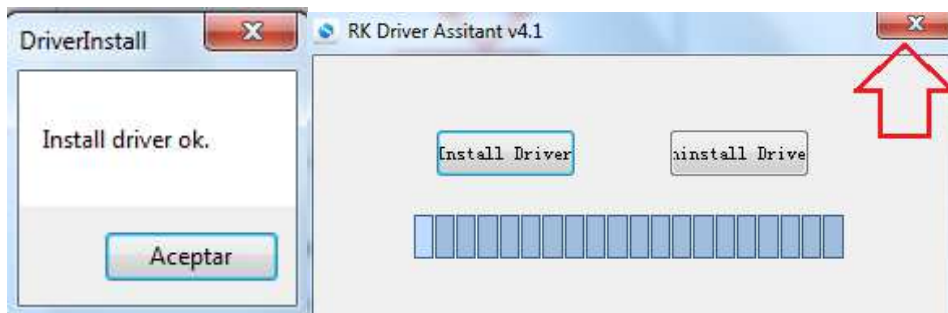 DriverInstall
Install driver ok.
Aceptar
RK Driver Assitant v4.1
Install Driver
ninstall Drive